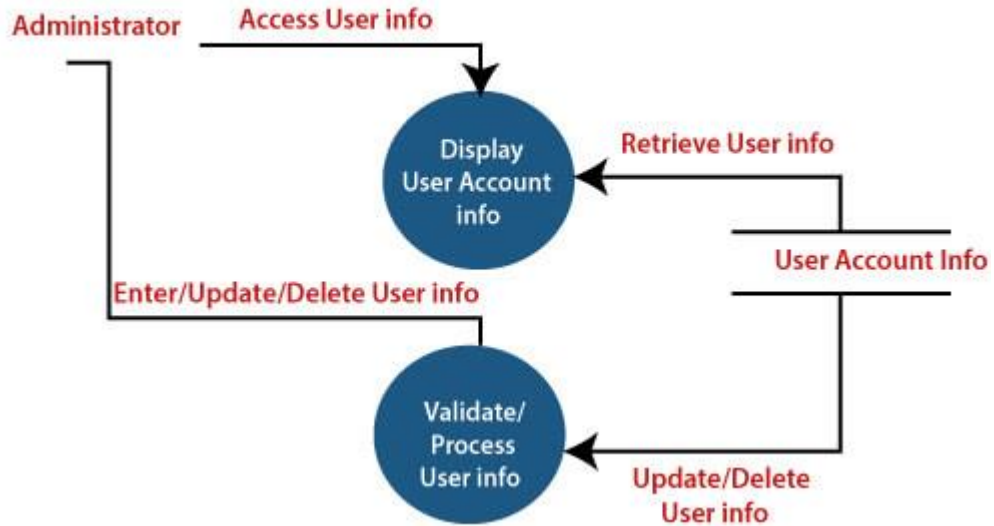 Administrator
Access User info
Display
User Account
info
Retrieve User info
User Account Info
Enter/Update/Delete User info
Validate/
Process
User info
Update/Delete
User info